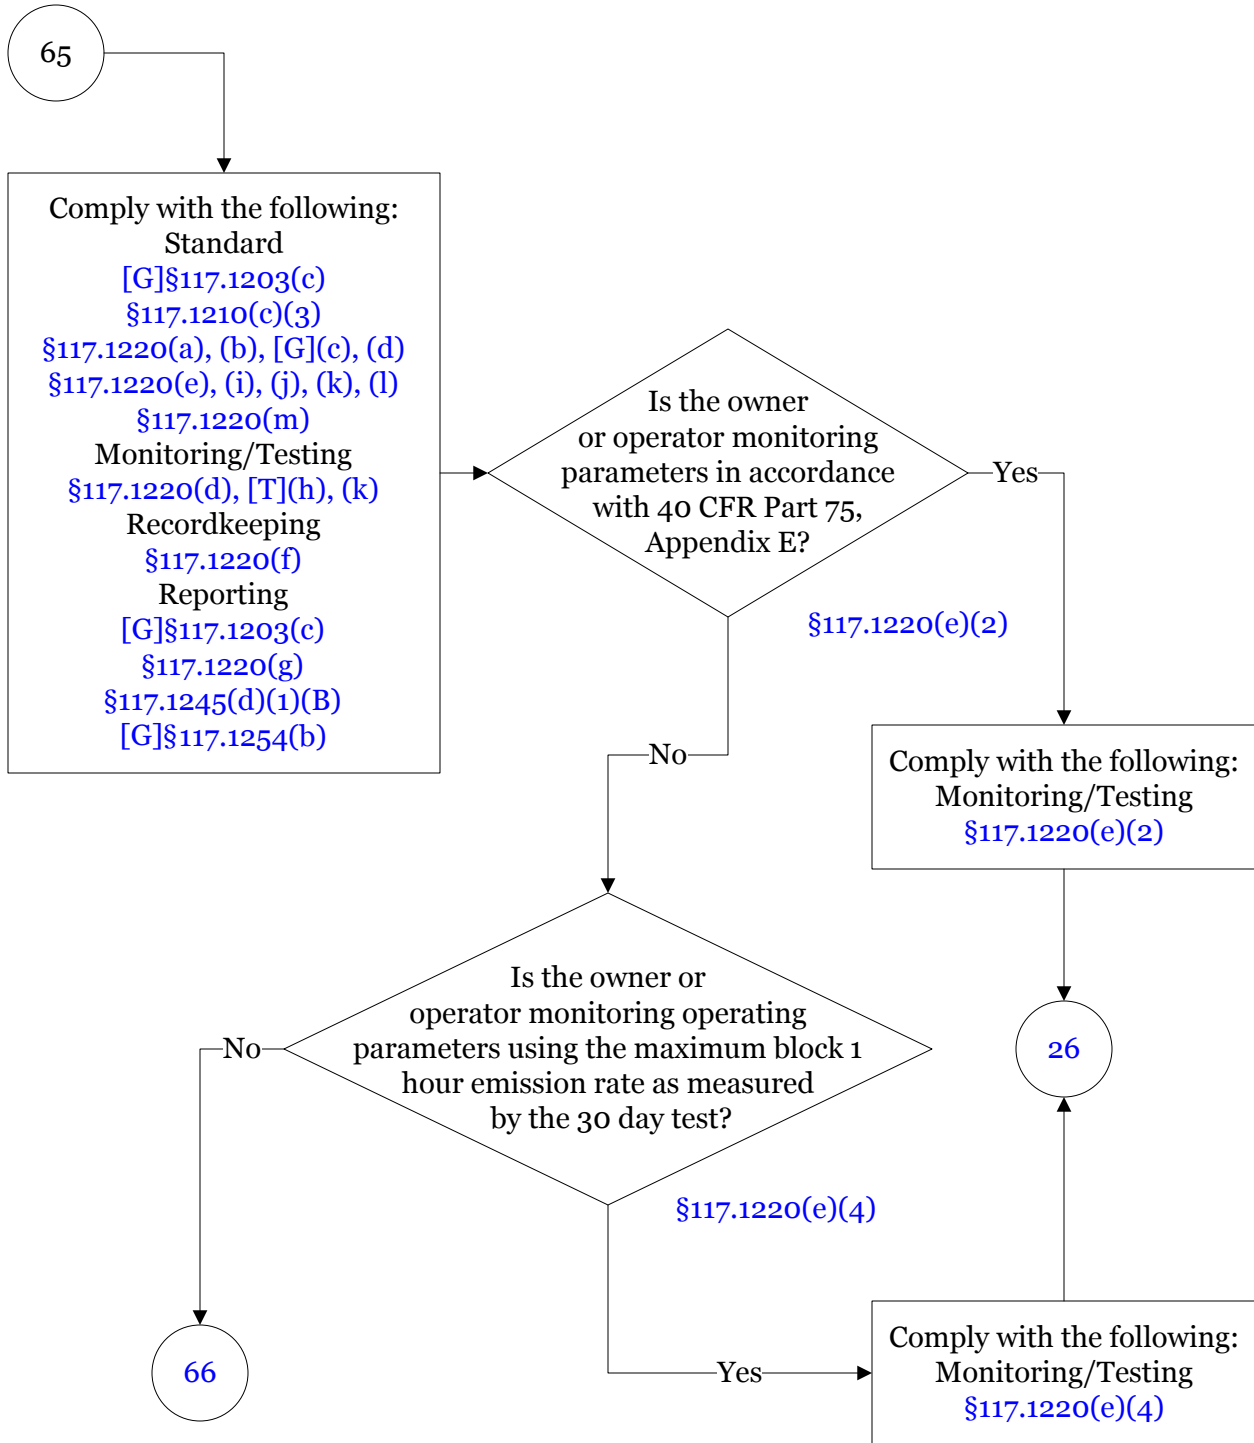 65
Comply with the following:
Standard
[G]§117.1203(c)
§117.1210(c)(3)
§117.1220(a), (b), [G](c), (d)
§117.1220(e), (i), (j), (k), (l)
§117.1220(m)
Monitoring/Testing
§117.1220(d), [T](h), (k)
Recordkeeping
§117.1220(f)
Reporting
[G]§117.1203(c)
§117.1220(g)
§117.1245(d)(1)(B)
[G]§117.1254(b)
Is the owner
or operator monitoring
parameters in accordance
with 40 CFR Part 75,
Appendix E?
Yes
§117.1220(e)(2)
No
Comply with the following:
Monitoring/Testing
§117.1220(e)(2)
Is the owner or
operator monitoring operating
parameters using the maximum block 1
hour emission rate as measured
by the 30 day test?
No
26
§117.1220(e)(4)
66
Yes
Comply with the following:
Monitoring/Testing
§117.1220(e)(4)